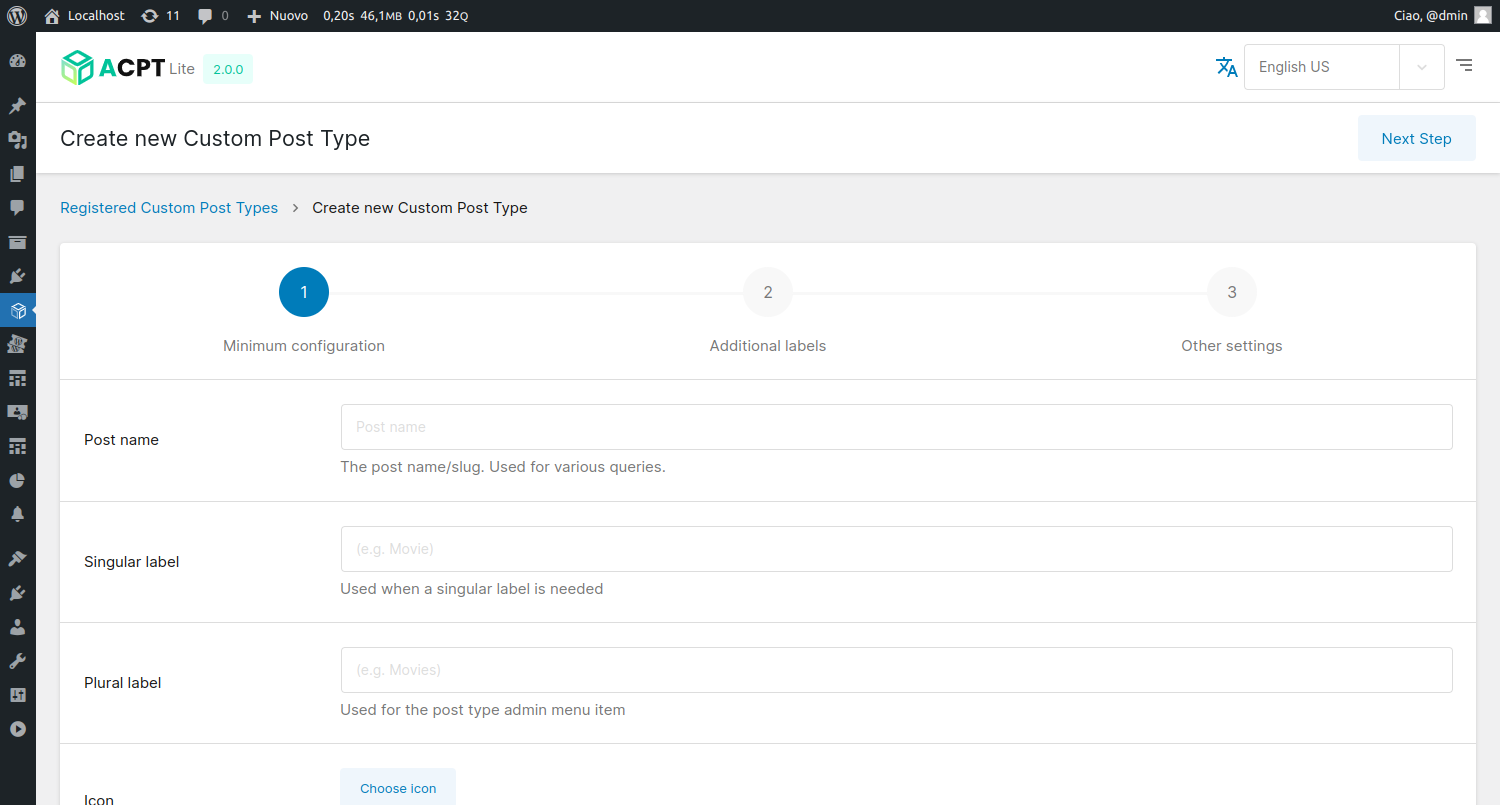 Localhost 11 0 Nuovo 0,20s 46,1MB 0,01s 32Q Ciao, @dmin
ACPT Lite 2.0.0 English US
Create new Custom Post Type Next Step
Registered Custom Post Types > Create new Custom Post Type
1 2 3
Minimum configuration Additional labels Other settings
Post name
Post name
The post name/slug. Used for various queries.
(e.g. Movie)
Singular label
Used when a singular label is needed
(e.g. Movies)
Plural label
Used for the post type admin menu item
Choose icon
Icon